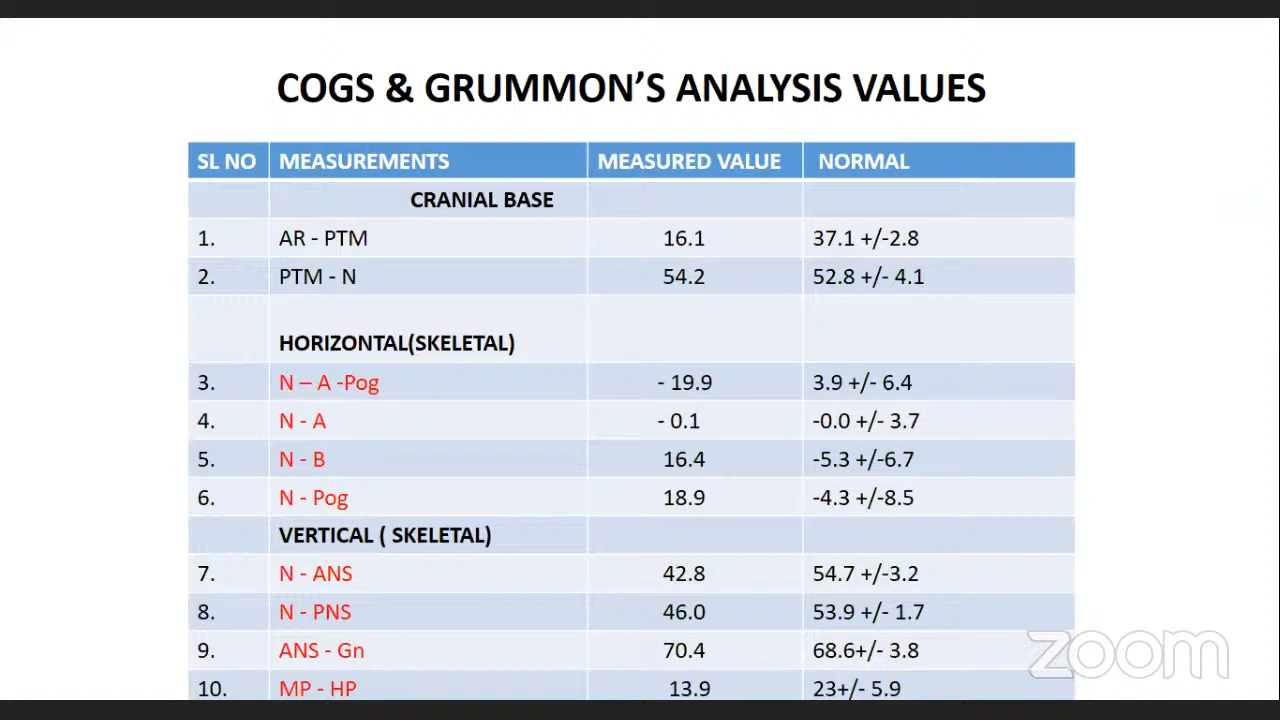 COGS & GRUMMON’S ANALYSIS VALUES
SL NO MEASUREMENTS MEASURED VALUE NORMAL
CRANIAL BASE
1. AR - PTM 16.1 37.1 +/-2.8
2. PTM - N 54.2 52.8 +/- 4.1
HORIZONTAL(SKELETAL)
3. N – A -Pog - 19.9 3.9 +/- 6.4
4. N - A - 0.1 -0.0 +/- 3.7
5. N - B 16.4 -5.3 +/-6.7
6. N - Pog 18.9 -4.3 +/-8.5
VERTICAL ( SKELETAL)
7. N - ANS 42.8 54.7 +/-3.2
8. N - PNS 46.0 53.9 +/- 1.7
9. ANS - Gn 70.4 68.6+/- 3.8
10. MP - HP 13.9 23+/- 5.9
zoom